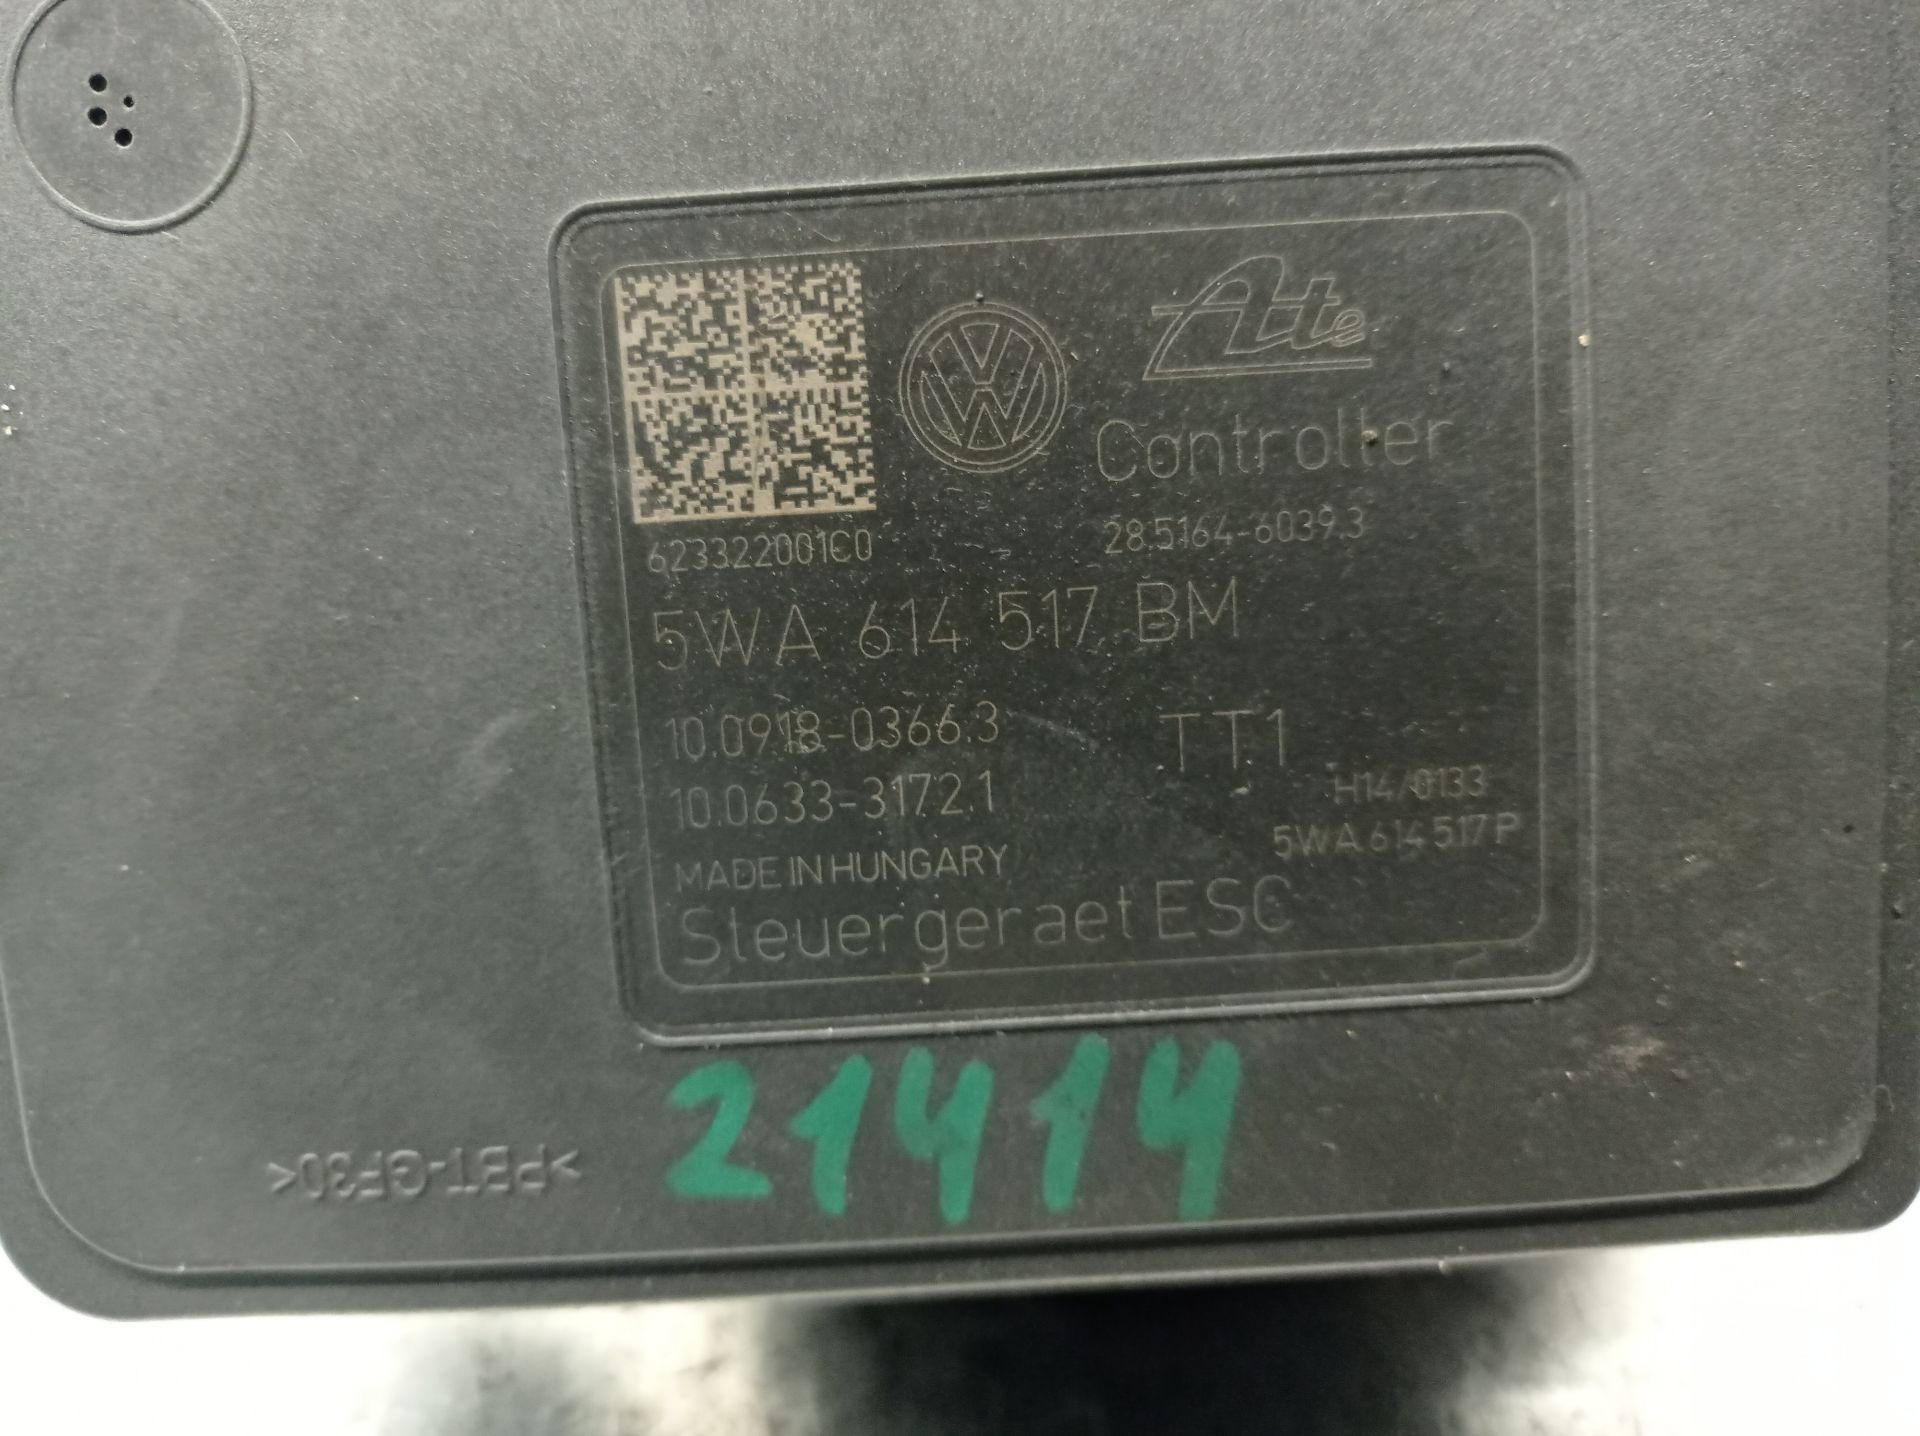 Ate
Controller
623322001C0 28.5164-6039.3
5WA 614 517 BM
10.0918-0366.3 TT1
10.0633-3172.1 H14/0133
5WA 614 517 P
MADE IN HUNGARY
Steuergeraet ESC
21414
>PBT-GF30<